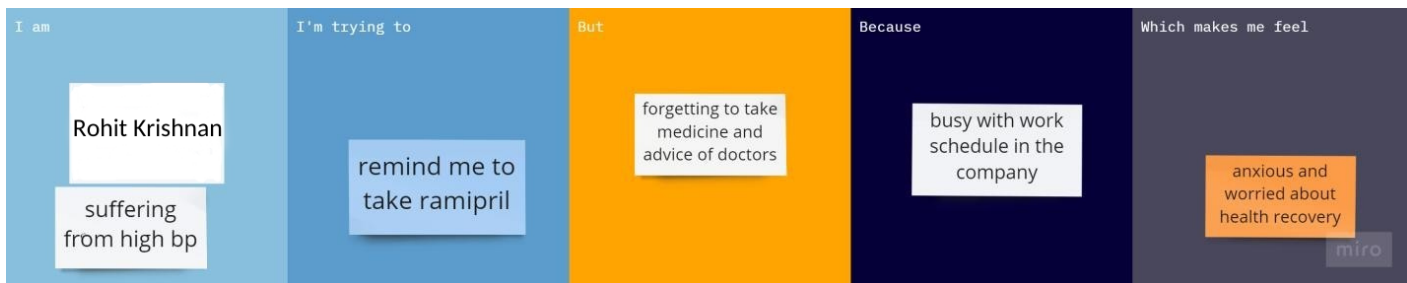 I am
Rohit Krishnan
suffering
from high bp
I'm trying to
remind me to
take ramipril
But
forgetting to take
medicine and
advice of doctors
Because
busy with work
schedule in the
company
Which makes me feel
anxious and
worried about
health recovery
miro